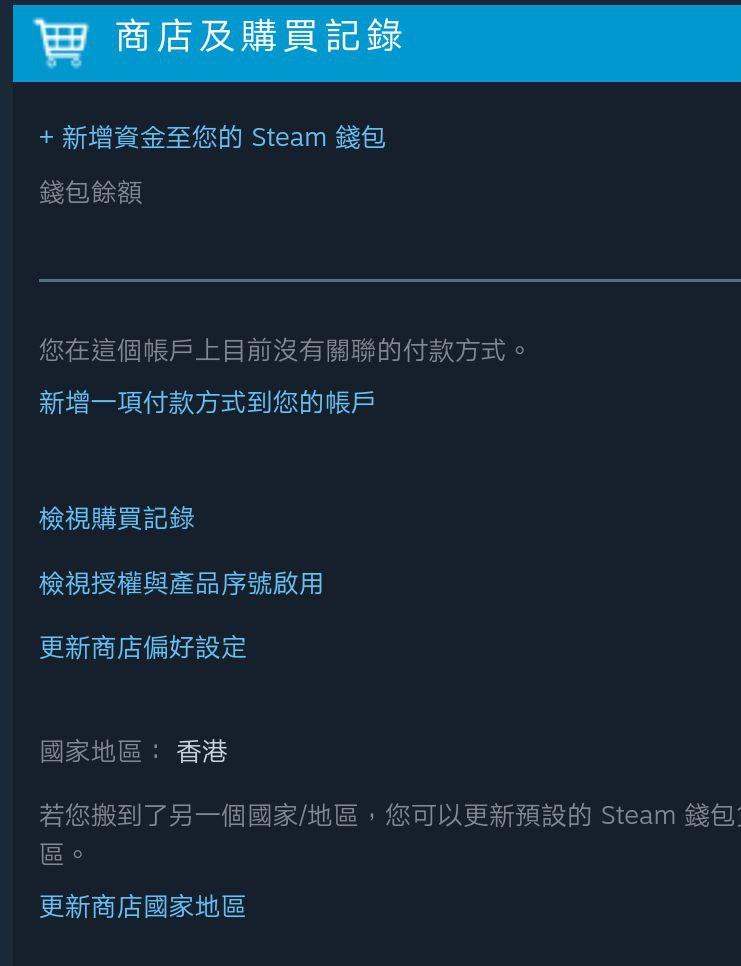 商店及購買記錄
+ 新增資金至您的 Steam 錢包
錢包餘額
您在這個帳戶上目前沒有關聯的付款方式。
新增一項付款方式到您的帳戶
檢視購買記錄
檢視授權與產品序號啟用
更新商店偏好設定
國家地區： 香港
若您搬到了另一個國家/地區，您可以更新預設的 Steam 錢包
區。
更新商店國家地區